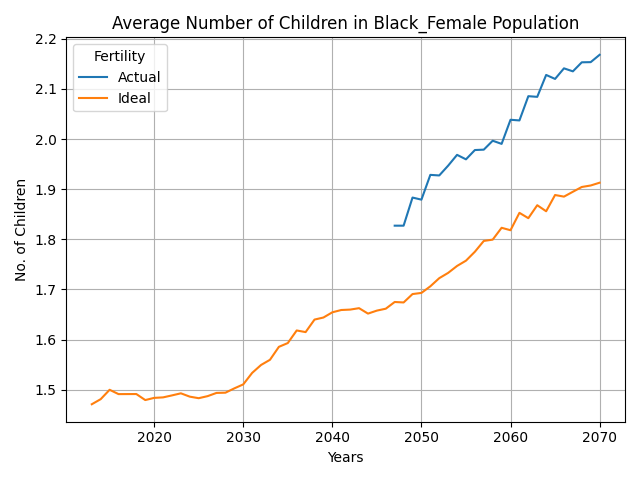 Average Number of Children in Black_Female Population
Fertility
Actual
Ideal
No. of Children
2.2
2.1
2.0
1.9
1.8
1.7
1.6
1.5
2020 2030 2040 2050 2060 2070
Years